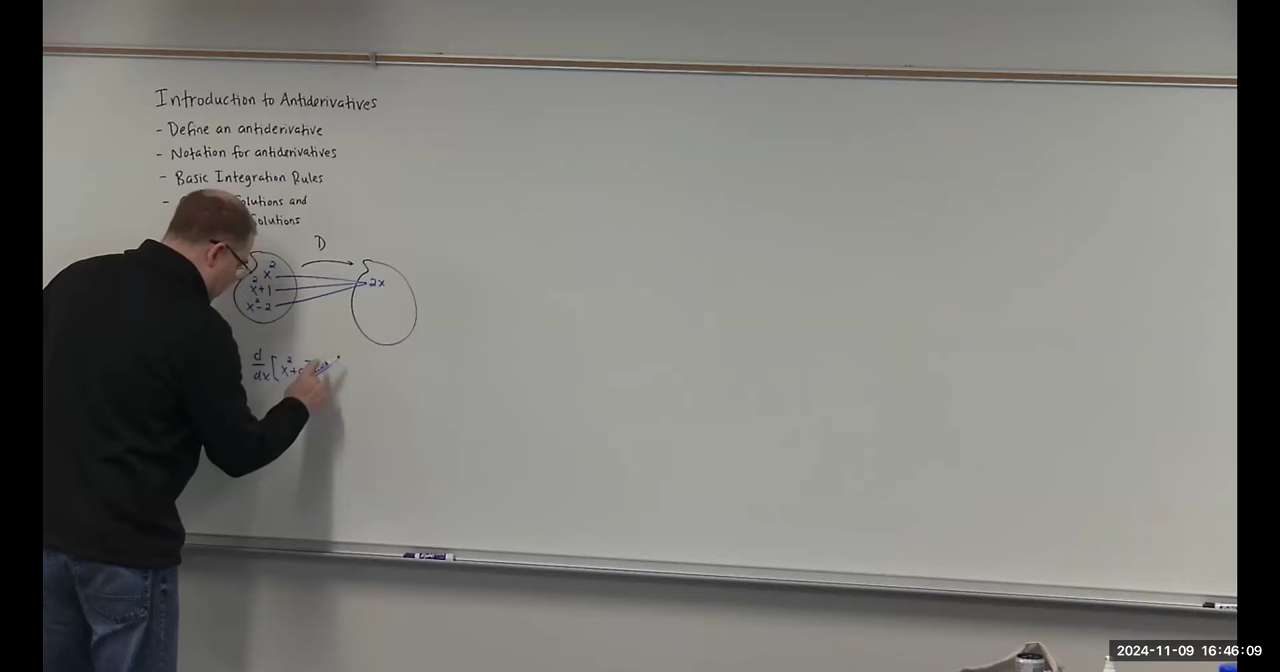 Introduction to Antiderivatives
- Define an antiderivative
- Notation for antiderivatives
- Basic Integration Rules
- Solutions and
Solutions
D
x²
x²+1
x²-2
2x
d/dx [x²+
2024-11-09 16:46:09